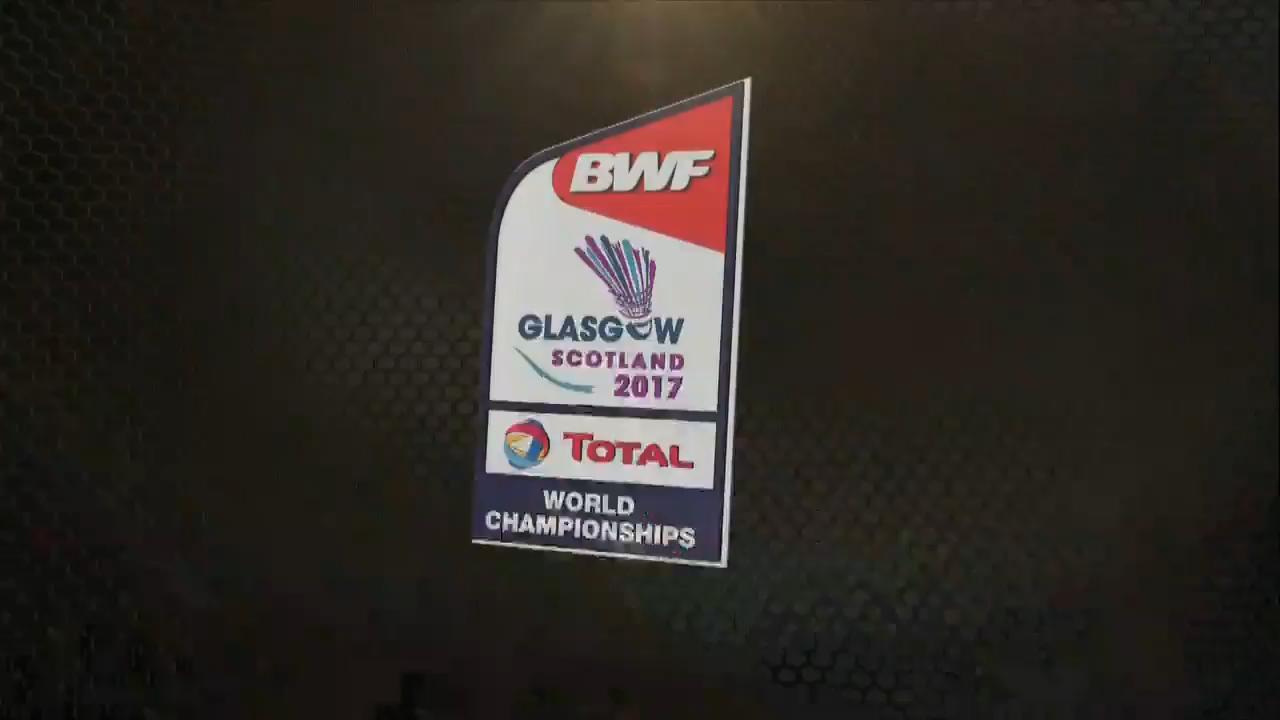 BWF
GLASGOW
SCOTLAND
2017
TOTAL
WORLD
CHAMPIONSHIPS